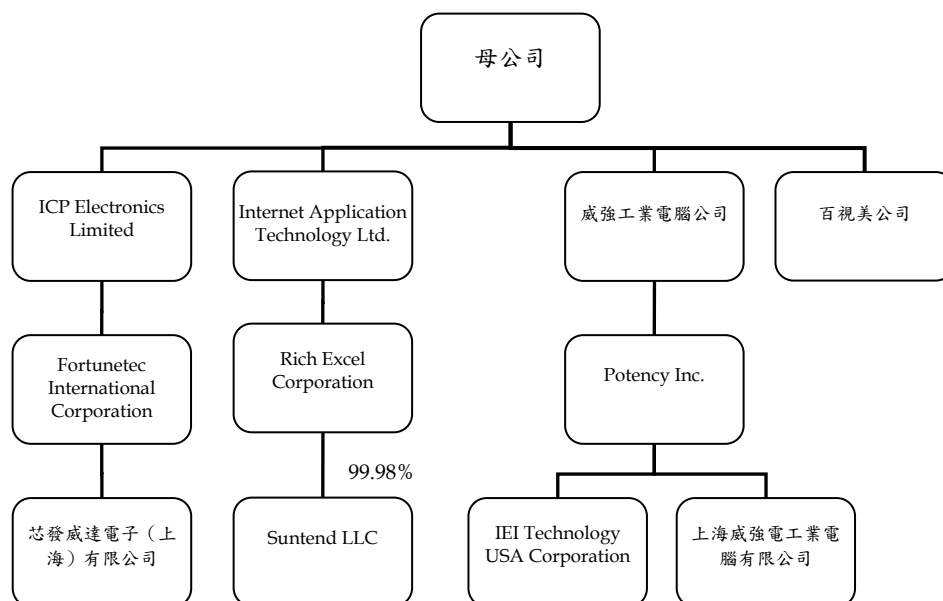 母公司
ICP Electronics
Limited
Internet Application
Technology Ltd.
威強工業電腦公司
百視美公司
Fortunetec
International
Corporation
Rich Excel
Corporation
Potency Inc.
99.98%
芯發威達電子（上
海）有限公司
Suntend LLC
IEI Technology
USA Corporation
上海威強電工業電
腦有限公司